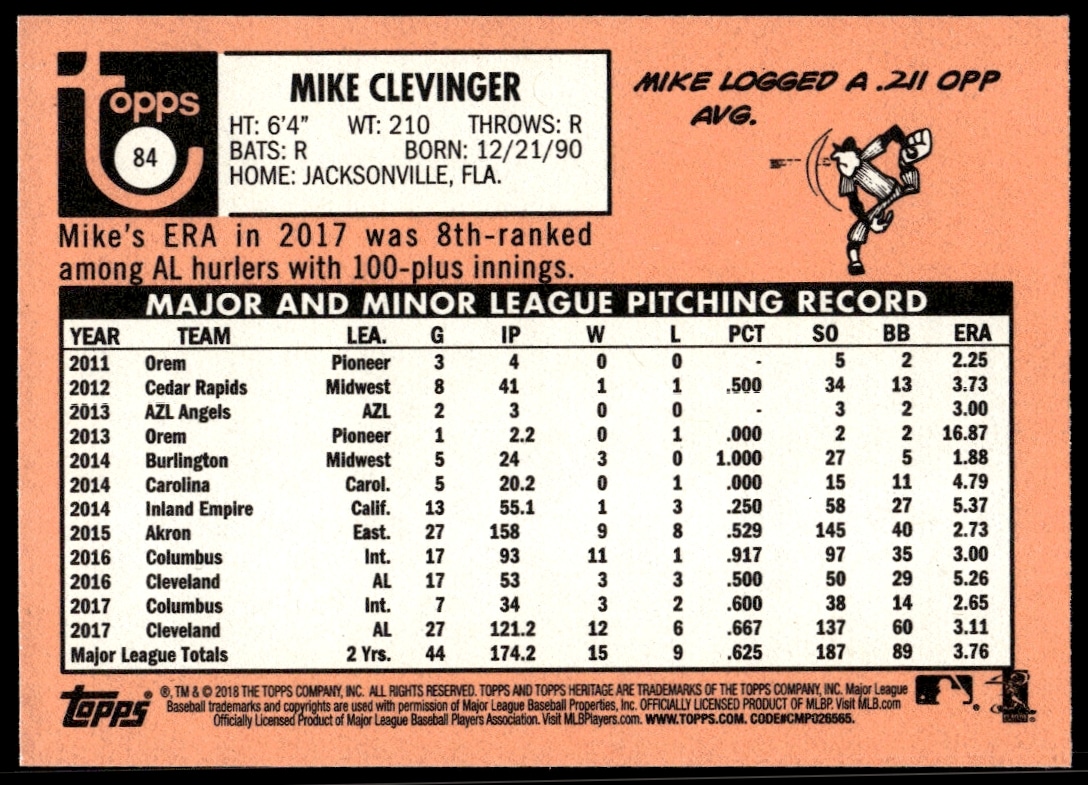 topps
84
MIKE CLEVINGER
HT: 6'4" WT: 210 THROWS: R
BATS: R BORN: 12/21/90
HOME: JACKSONVILLE, FLA.
MIKE LOGGED A .211 OPP
AVG.
Mike's ERA in 2017 was 8th-ranked
among AL hurlers with 100-plus innings.
MAJOR AND MINOR LEAGUE PITCHING RECORD
YEAR TEAM LEA. G IP W L PCT SO BB ERA
2011 Orem Pioneer 3 4 0 0 - 5 2 2.25
2012 Cedar Rapids Midwest 8 41 1 1 .500 34 13 3.73
2013 AZL Angels AZL 2 3 0 0 - 3 2 3.00
2013 Orem Pioneer 1 2.2 0 1 .000 2 2 16.87
2014 Burlington Midwest 5 24 3 0 1.000 27 5 1.88
2014 Carolina Carol. 5 20.2 0 1 .000 15 11 4.79
2014 Inland Empire Calif. 13 55.1 1 3 .250 58 27 5.37
2015 Akron East. 27 158 9 8 .529 145 40 2.73
2016 Columbus Int. 17 93 11 1 .917 97 35 3.00
2016 Cleveland AL 17 53 3 3 .500 50 29 5.26
2017 Columbus Int. 7 34 3 2 .600 38 14 2.65
2017 Cleveland AL 27 121.2 12 6 .667 137 60 3.11
Major League Totals 2 Yrs. 44 174.2 15 9 .625 187 89 3.76
TOPPS ®, TM & © 2018 THE TOPPS COMPANY, INC. ALL RIGHTS RESERVED. TOPPS AND TOPPS HERITAGE ARE TRADEMARKS OF THE TOPPS COMPANY, INC. Major League
Baseball trademarks and copyrights are used with permission of Major League Baseball Properties, Inc. OFFICIALLY LICENSED PRODUCT OF MLBP. Visit MLB.com
Officially Licensed Product of Major League Baseball Players Association. Visit MLBPlayers.com. WWW.TOPPS.COM. CODE#CMP026565.